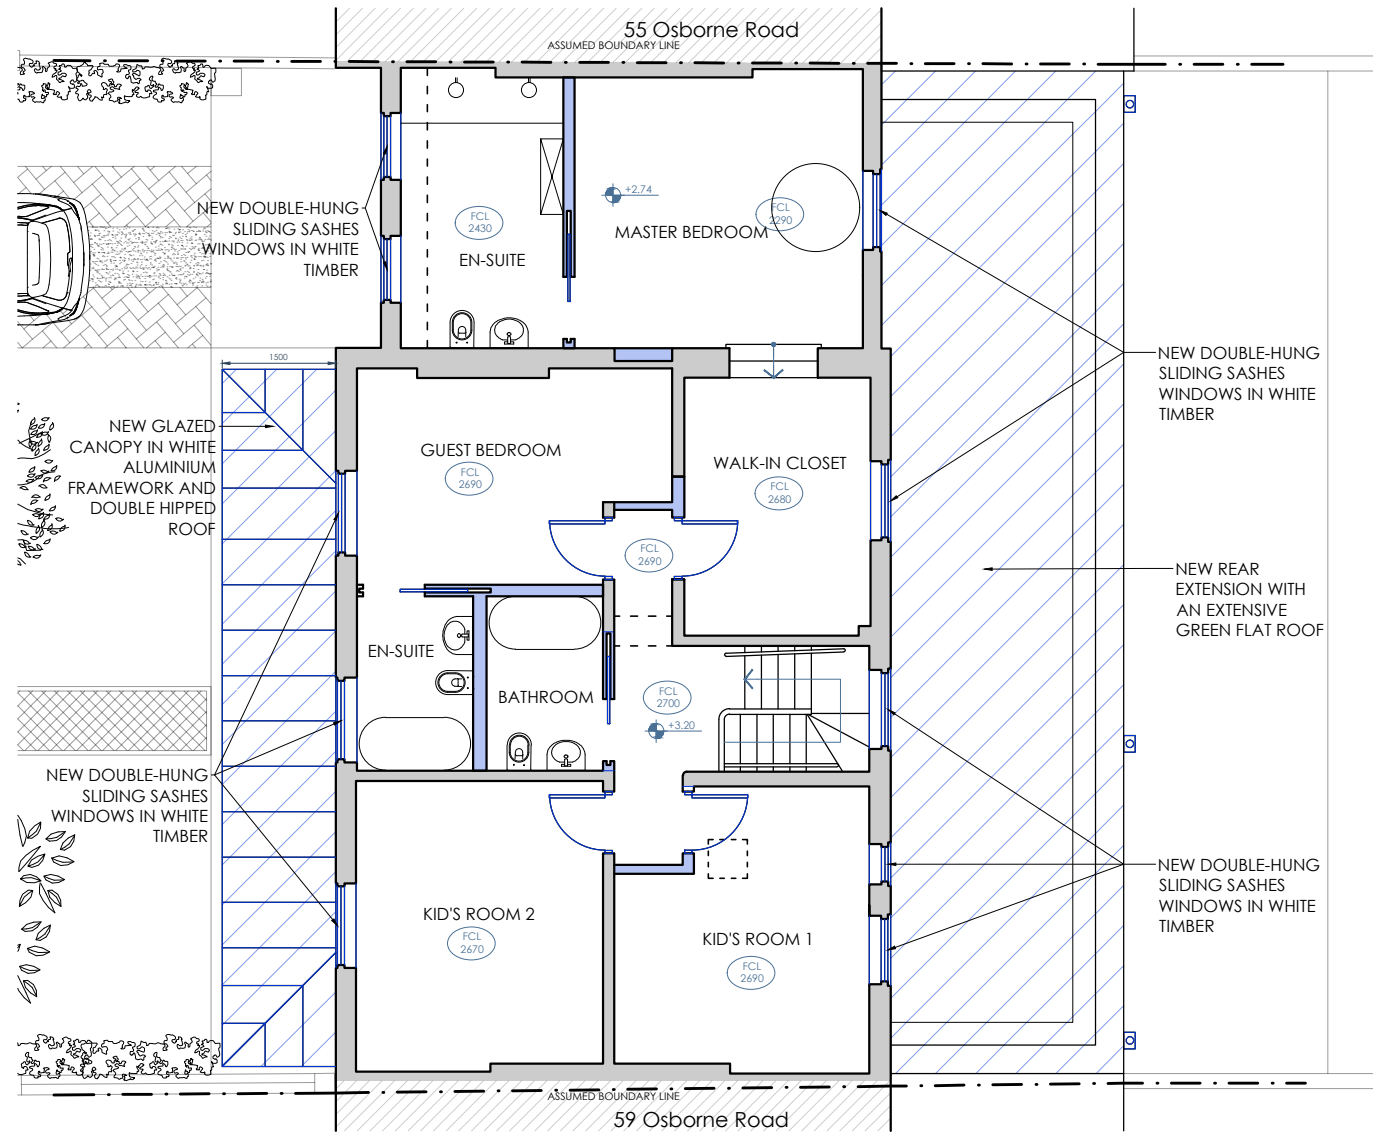 55 Osborne Road
ASSUMED BOUNDARY LINE
+2.74
NEW DOUBLE-HUNG
SLIDING SASHES
WINDOWS IN WHITE
TIMBER
FCL
2430
EN-SUITE
FCL
2290
MASTER BEDROOM
1500
NEW DOUBLE-HUNG
SLIDING SASHES
WINDOWS IN WHITE
TIMBER
NEW GLAZED
CANOPY IN WHITE
ALUMINIUM
FRAMEWORK AND
DOUBLE HIPPED
ROOF
GUEST BEDROOM
FCL
2690
WALK-IN CLOSET
FCL
2680
FCL
2690
NEW REAR
EXTENSION WITH
AN EXTENSIVE
GREEN FLAT ROOF
EN-SUITE
BATHROOM
FCL
2700
+3.20
NEW DOUBLE-HUNG
SLIDING SASHES
WINDOWS IN WHITE
TIMBER
NEW DOUBLE-HUNG
SLIDING SASHES
WINDOWS IN WHITE
TIMBER
KID'S ROOM 2
FCL
2670
KID'S ROOM 1
FCL
2690
ASSUMED BOUNDARY LINE
59 Osborne Road